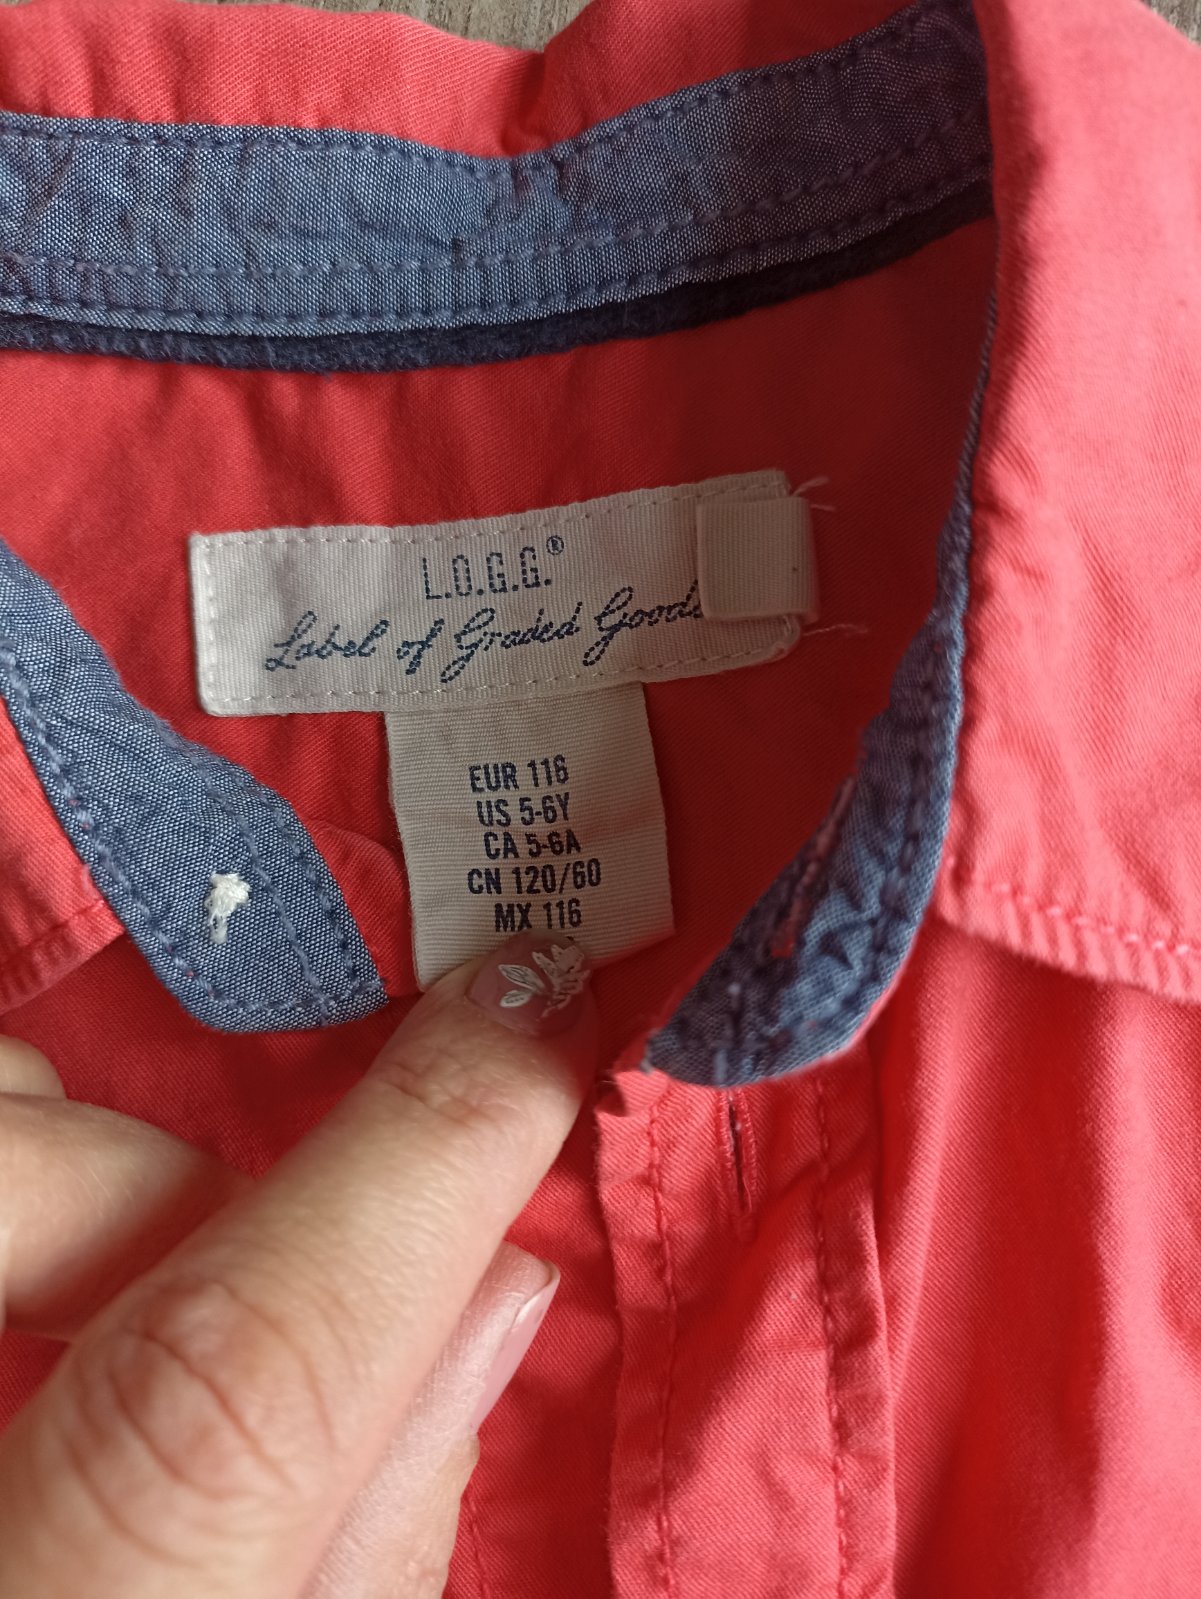 L.O.G.G.®
Label of Graded Goods
EUR 116
US 5-6Y
CA 5-6A
CN 120/60
MX 116